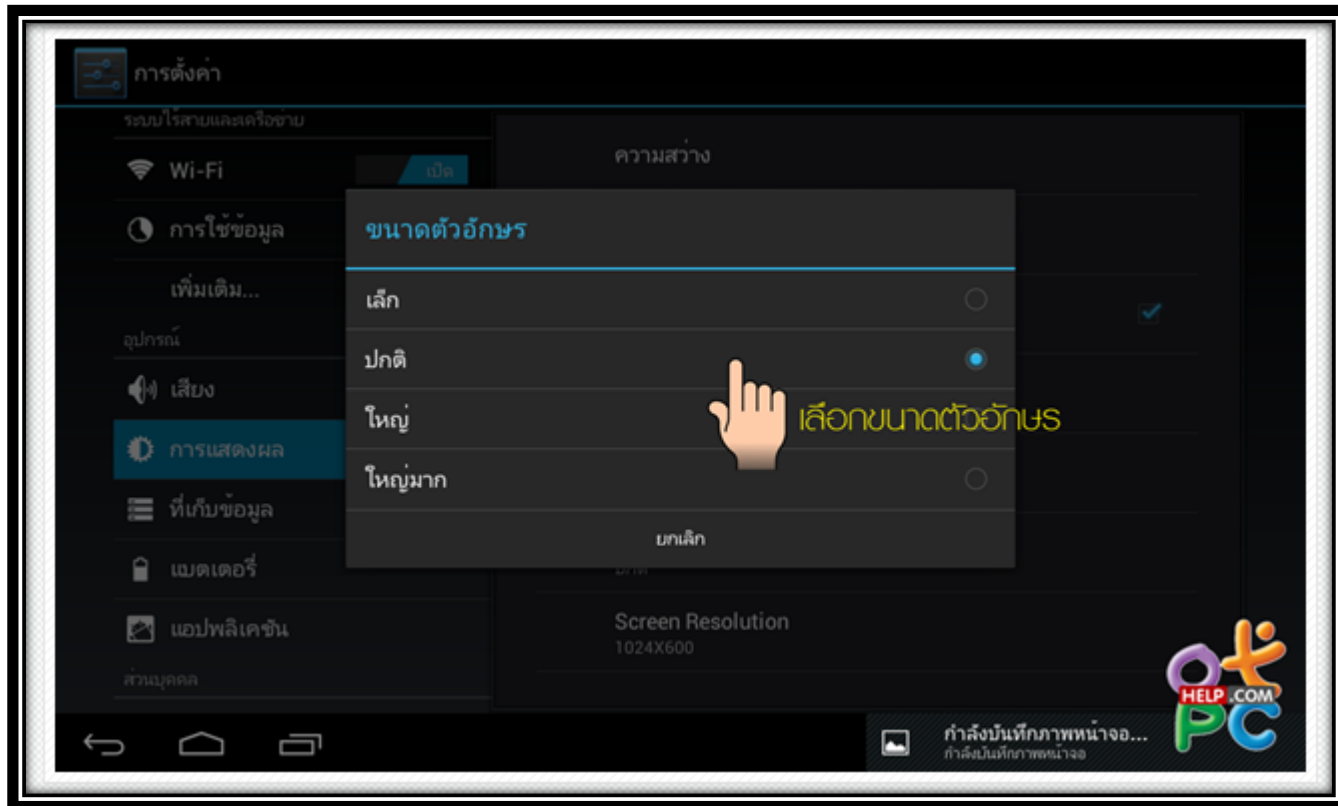 การตั้งค่า
ระบบไร้สายและเครือข่าย
Wi-Fi
เปิด
การใช้ข้อมูล
เพิ่มเติม...
อุปกรณ์
เสียง
การแสดงผล
ที่เก็บข้อมูล
แบตเตอรี่
แอปพลิเคชัน
ส่วนบุคคล
ความสว่าง
ขนาดตัวอักษร
เล็ก
ปกติ
ใหญ่
ใหญ่มาก
ยกเลิก
เลือกขนาดตัวอักษร
Screen Resolution
1024X600
กำลังบันทึกภาพหน้าจอ...
กำลังบันทึกภาพหน้าจอ
HELP .COM
PC